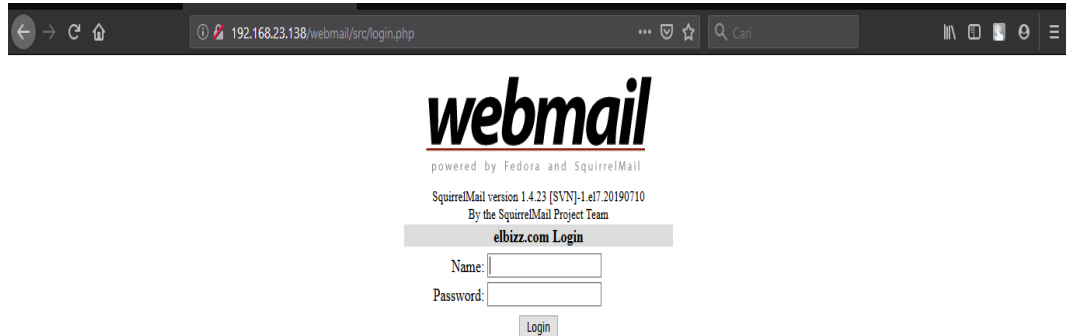 192.168.23.138/webmail/src/login.php
Cari
webmail
powered by Fedora and SquirrelMail
SquirrelMail version 1.4.23 [SVN]-1.el7.20190710
By the SquirrelMail Project Team
elbizz.com Login
Name:
Password:
Login